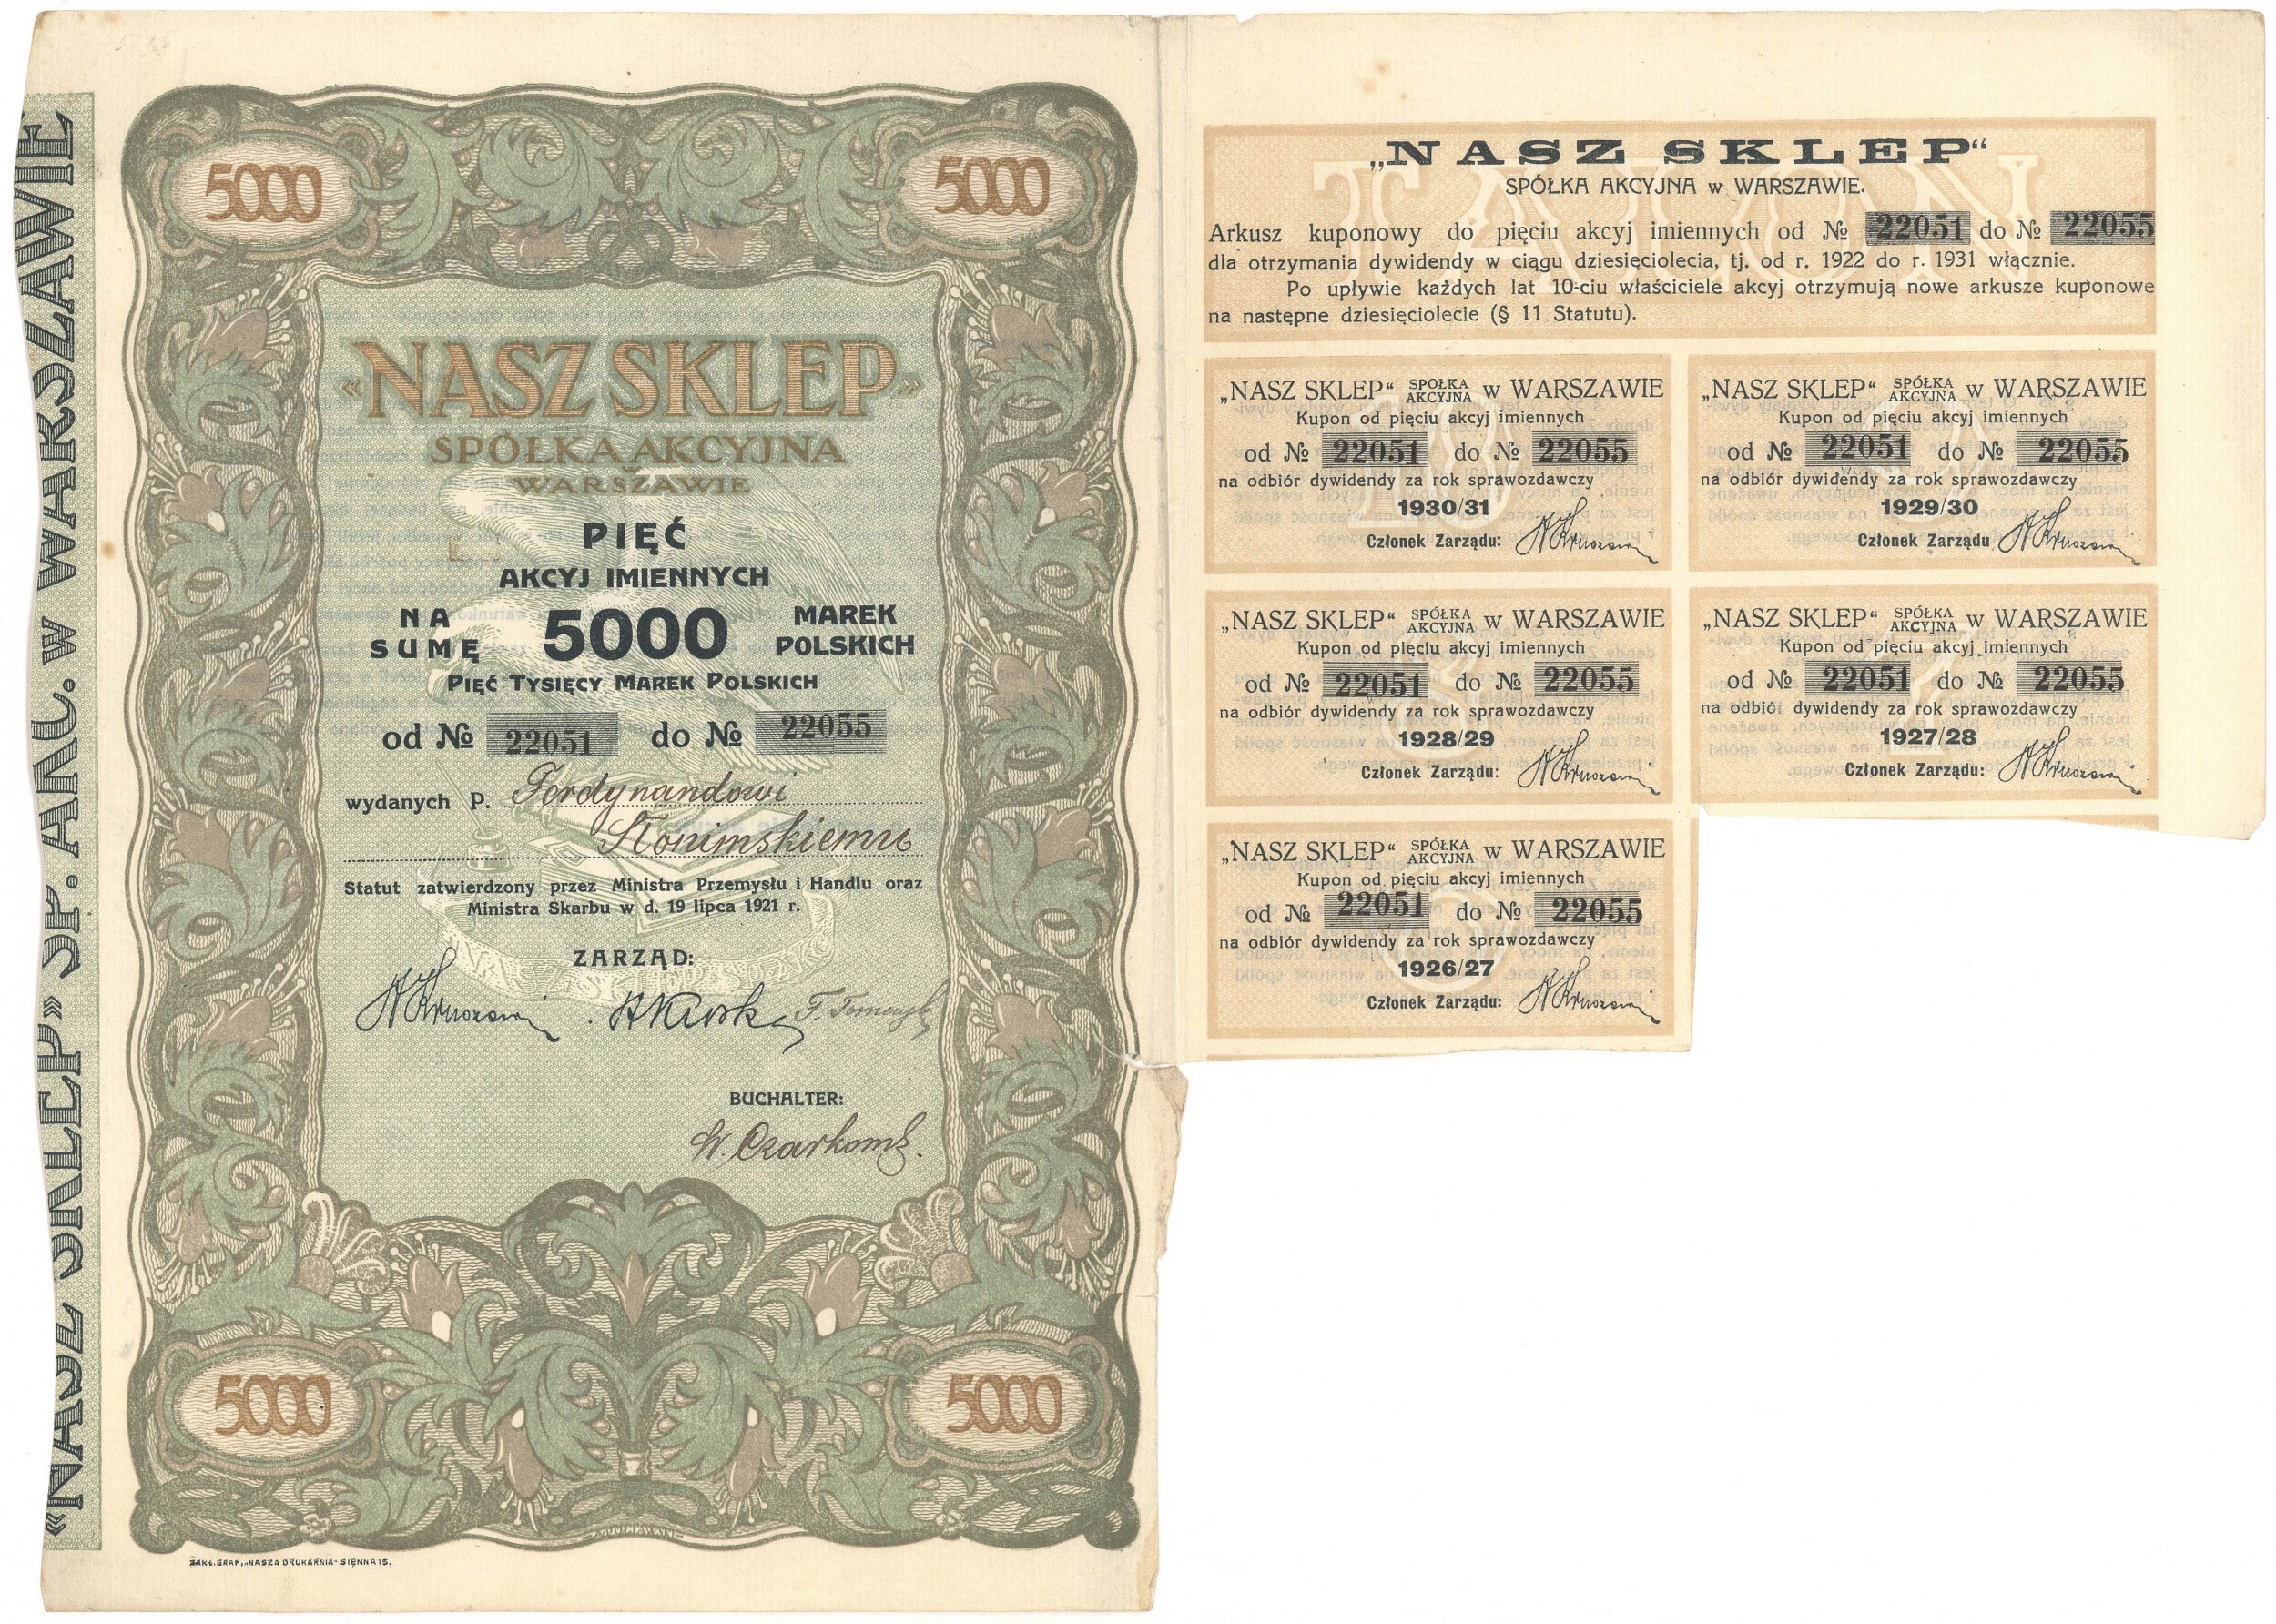 «NASZ SKLEP» SP. AKC. w WARSZAWIE
5000 5000
«NASZ SKLEP»
SPÓŁKA AKCYJNA
w
WARSZAWIE
PIĘĆ
AKCYJ IMIENNYCH
NA SUMĘ 5000 MAREK POLSKICH
PIĘĆ TYSIĘCY MAREK POLSKICH
od № 22051 do № 22055
wydanych P. Ferdynandowi
Słonimskiemu
Statut zatwierdzony przez Ministra Przemysłu i Handlu oraz
Ministra Skarbu w d. 19 lipca 1921 r.
ZARZĄD:
BUCHALTER:
5000 5000
ZAKŁ. GRAF. „NASZA DRUKARNIA" SIENNA 15.
TALON
„NASZ SKLEP“
SPÓŁKA AKCYJNA w WARSZAWIE.
Arkusz kuponowy do pięciu akcyj imiennych od № 22051 do № 22055
dla otrzymania dywidendy w ciągu dziesięciolecia, tj. od r. 1922 do r. 1931 włącznie.
Po upływie każdych lat 10-ciu właściciele akcyj otrzymują nowe arkusze kuponowe
na następne dziesięciolecie (§ 11 Statutu).
„NASZ SKLEP“ SPÓŁKA AKCYJNA w WARSZAWIE
Kupon od pięciu akcyj imiennych
od № 22051 do № 22055
na odbiór dywidendy za rok sprawozdawczy
1930/31
Członek Zarządu:
„NASZ SKLEP“ SPÓŁKA AKCYJNA w WARSZAWIE
Kupon od pięciu akcyj imiennych
od № 22051 do № 22055
na odbiór dywidendy za rok sprawozdawczy
1929/30
Członek Zarządu
„NASZ SKLEP“ SPÓŁKA AKCYJNA w WARSZAWIE
Kupon od pięciu akcyj imiennych
od № 22051 do № 22055
na odbiór dywidendy za rok sprawozdawczy
1928/29
Członek Zarządu:
„NASZ SKLEP“ SPÓŁKA AKCYJNA w WARSZAWIE
Kupon od pięciu akcyj imiennych
od № 22051 do № 22055
na odbiór dywidendy za rok sprawozdawczy
1927/28
Członek Zarządu:
„NASZ SKLEP“ SPÓŁKA AKCYJNA w WARSZAWIE
Kupon od pięciu akcyj imiennych
od № 22051 do № 22055
na odbiór dywidendy za rok sprawozdawczy
1926/27
Członek Zarządu: